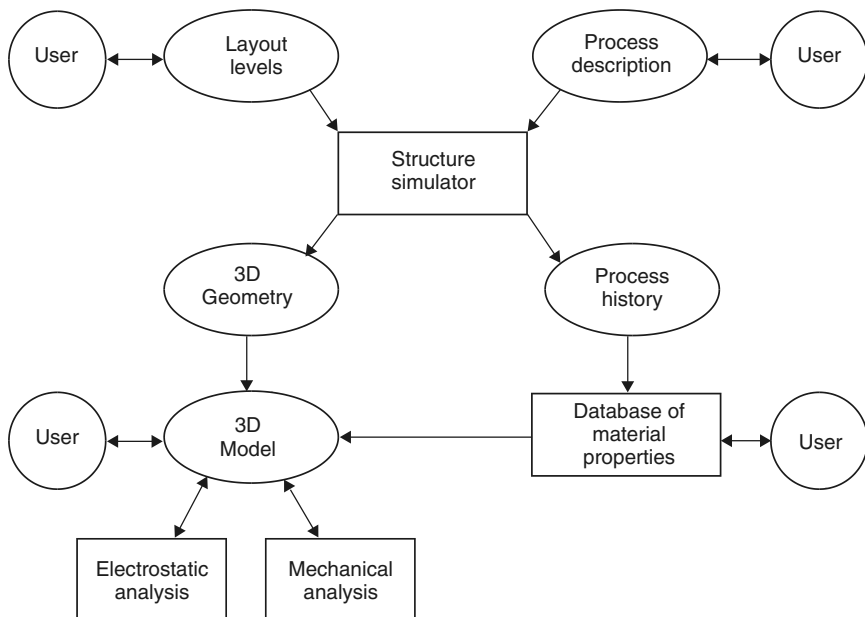 User
Layout
levels
Process
description
User
Structure
simulator
3D
Geometry
Process
history
User
3D
Model
Database of
material
properties
User
Electrostatic
analysis
Mechanical
analysis